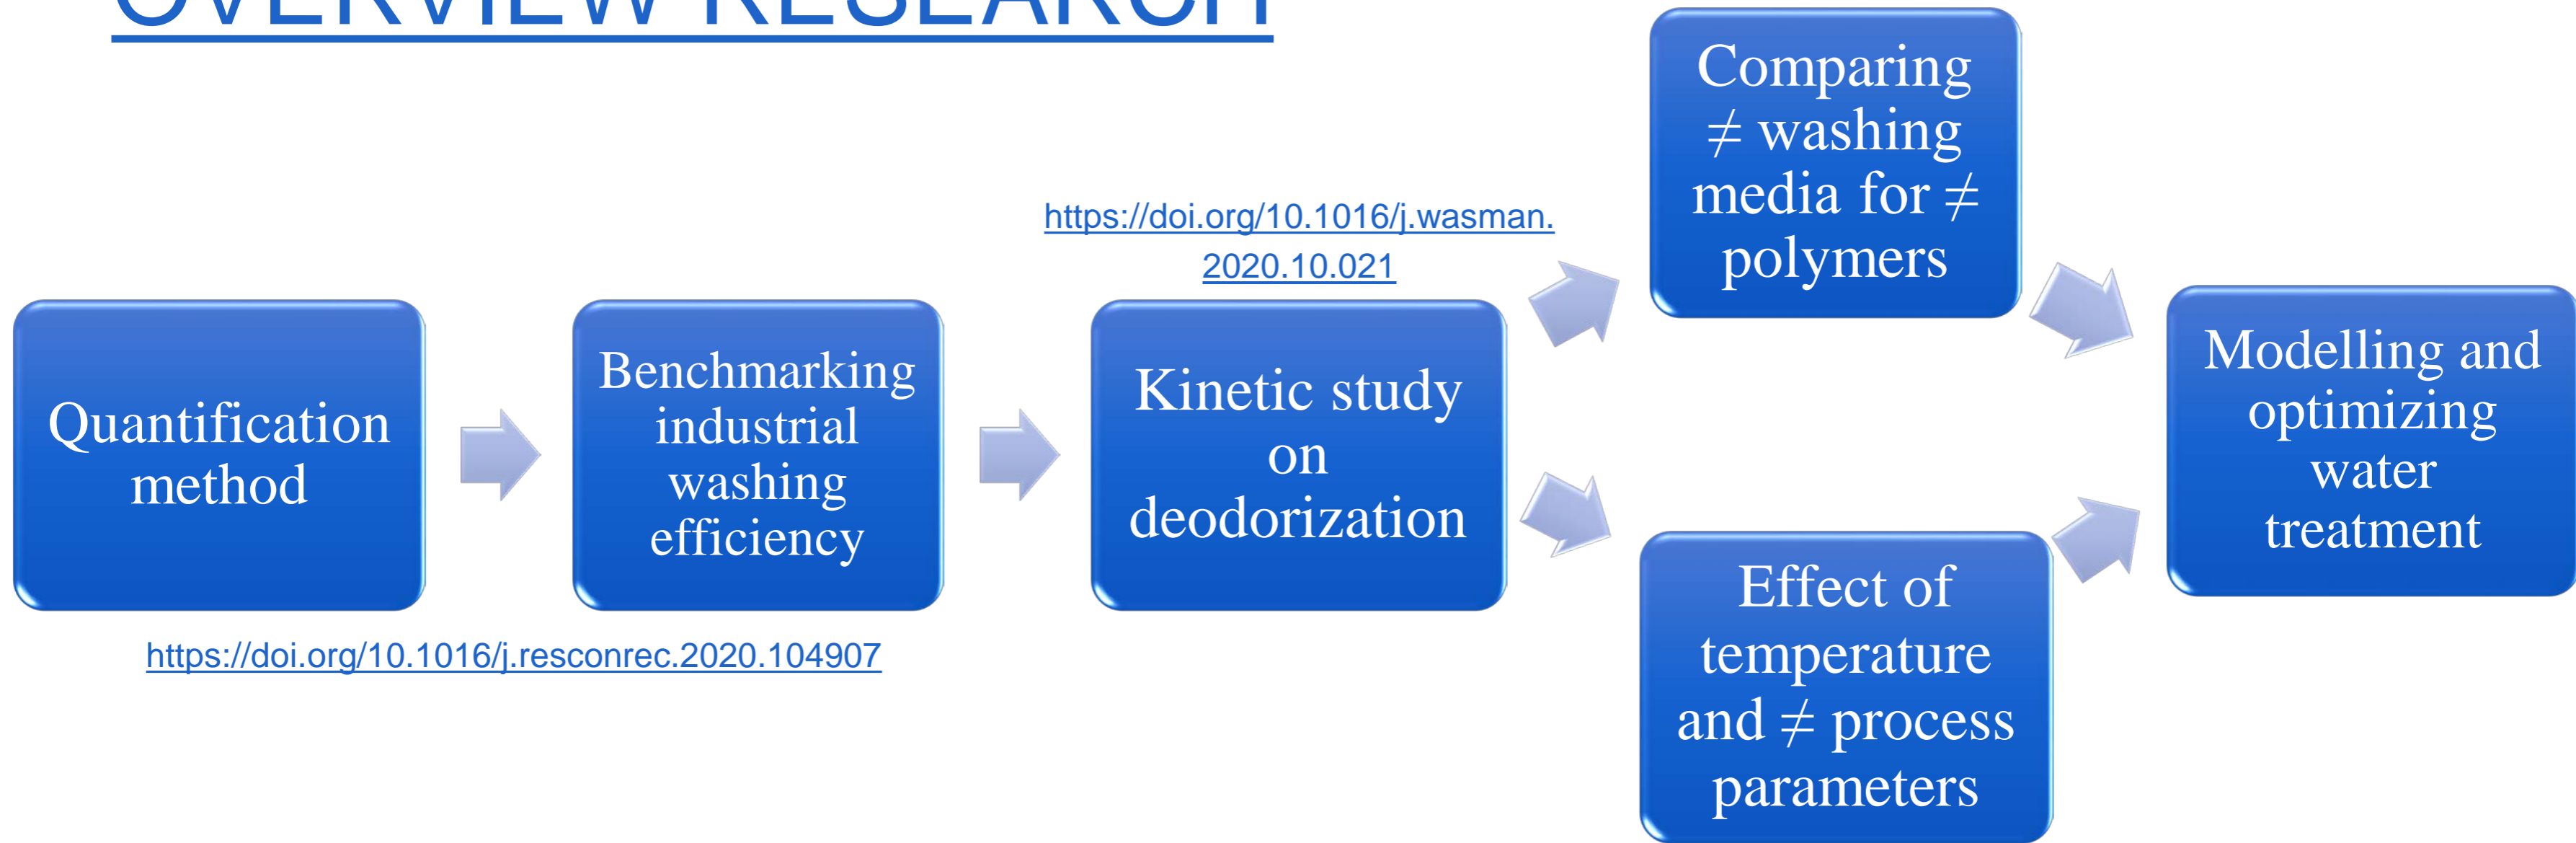 OVERVIEW RESEARCH
Quantification
method
Benchmarking
industrial
washing
efficiency
https://doi.org/10.1016/j.resconrec.2020.104907
https://doi.org/10.1016/j.wasman.
2020.10.021
Kinetic study
on
deodorization
Comparing
≠ washing
media for ≠
polymers
Effect of
temperature
and ≠ process
parameters
Modelling and
optimizing
water
treatment